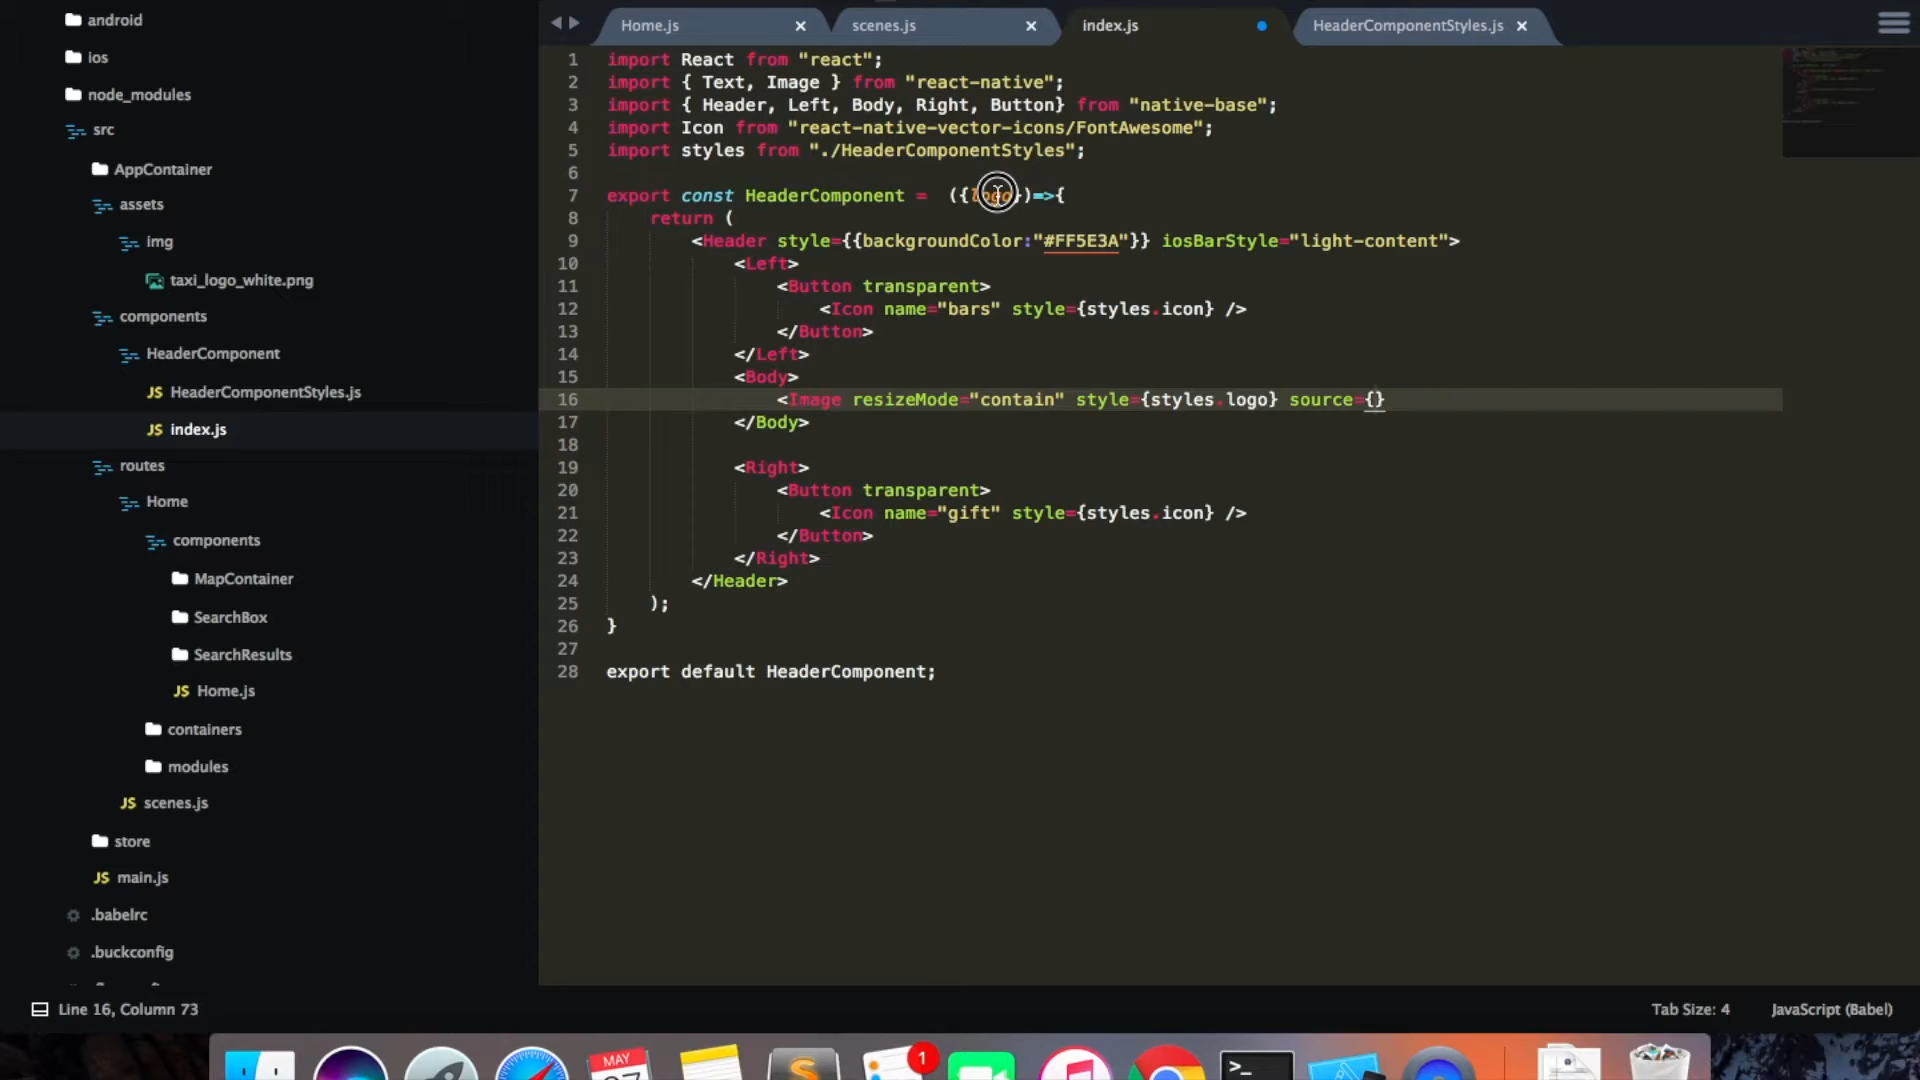 android
ios
node_modules
src
AppContainer
assets
img
taxi_logo_white.png
components
HeaderComponent
HeaderComponentStyles.js
index.js
routes
Home
components
MapContainer
SearchBox
SearchResults
Home.js
containers
modules
scenes.js
store
main.js
.babelrc
.buckconfig
Home.js
scenes.js
index.js
HeaderComponentStyles.js
1 import React from "react";
2 import { Text, Image } from "react-native";
3 import { Header, Left, Body, Right, Button} from "native-base";
4 import Icon from "react-native-vector-icons/FontAwesome";
5 import styles from "./HeaderComponentStyles";
6
7 export const HeaderComponent = ({logo})=>{
8 return (
9 <Header style={{backgroundColor:"#FF5E3A"}} iosBarStyle="light-content">
10 <Left>
11 <Button transparent>
12 <Icon name="bars" style={styles.icon} />
13 </Button>
14 </Left>
15 <Body>
16 <Image resizeMode="contain" style={styles.logo} source={}
17 </Body>
18
19 <Right>
20 <Button transparent>
21 <Icon name="gift" style={styles.icon} />
22 </Button>
23 </Right>
24 </Header>
25 );
26 }
27
28 export default HeaderComponent;
Line 16, Column 73
Tab Size: 4
JavaScript (Babel)
MAY
1
>_